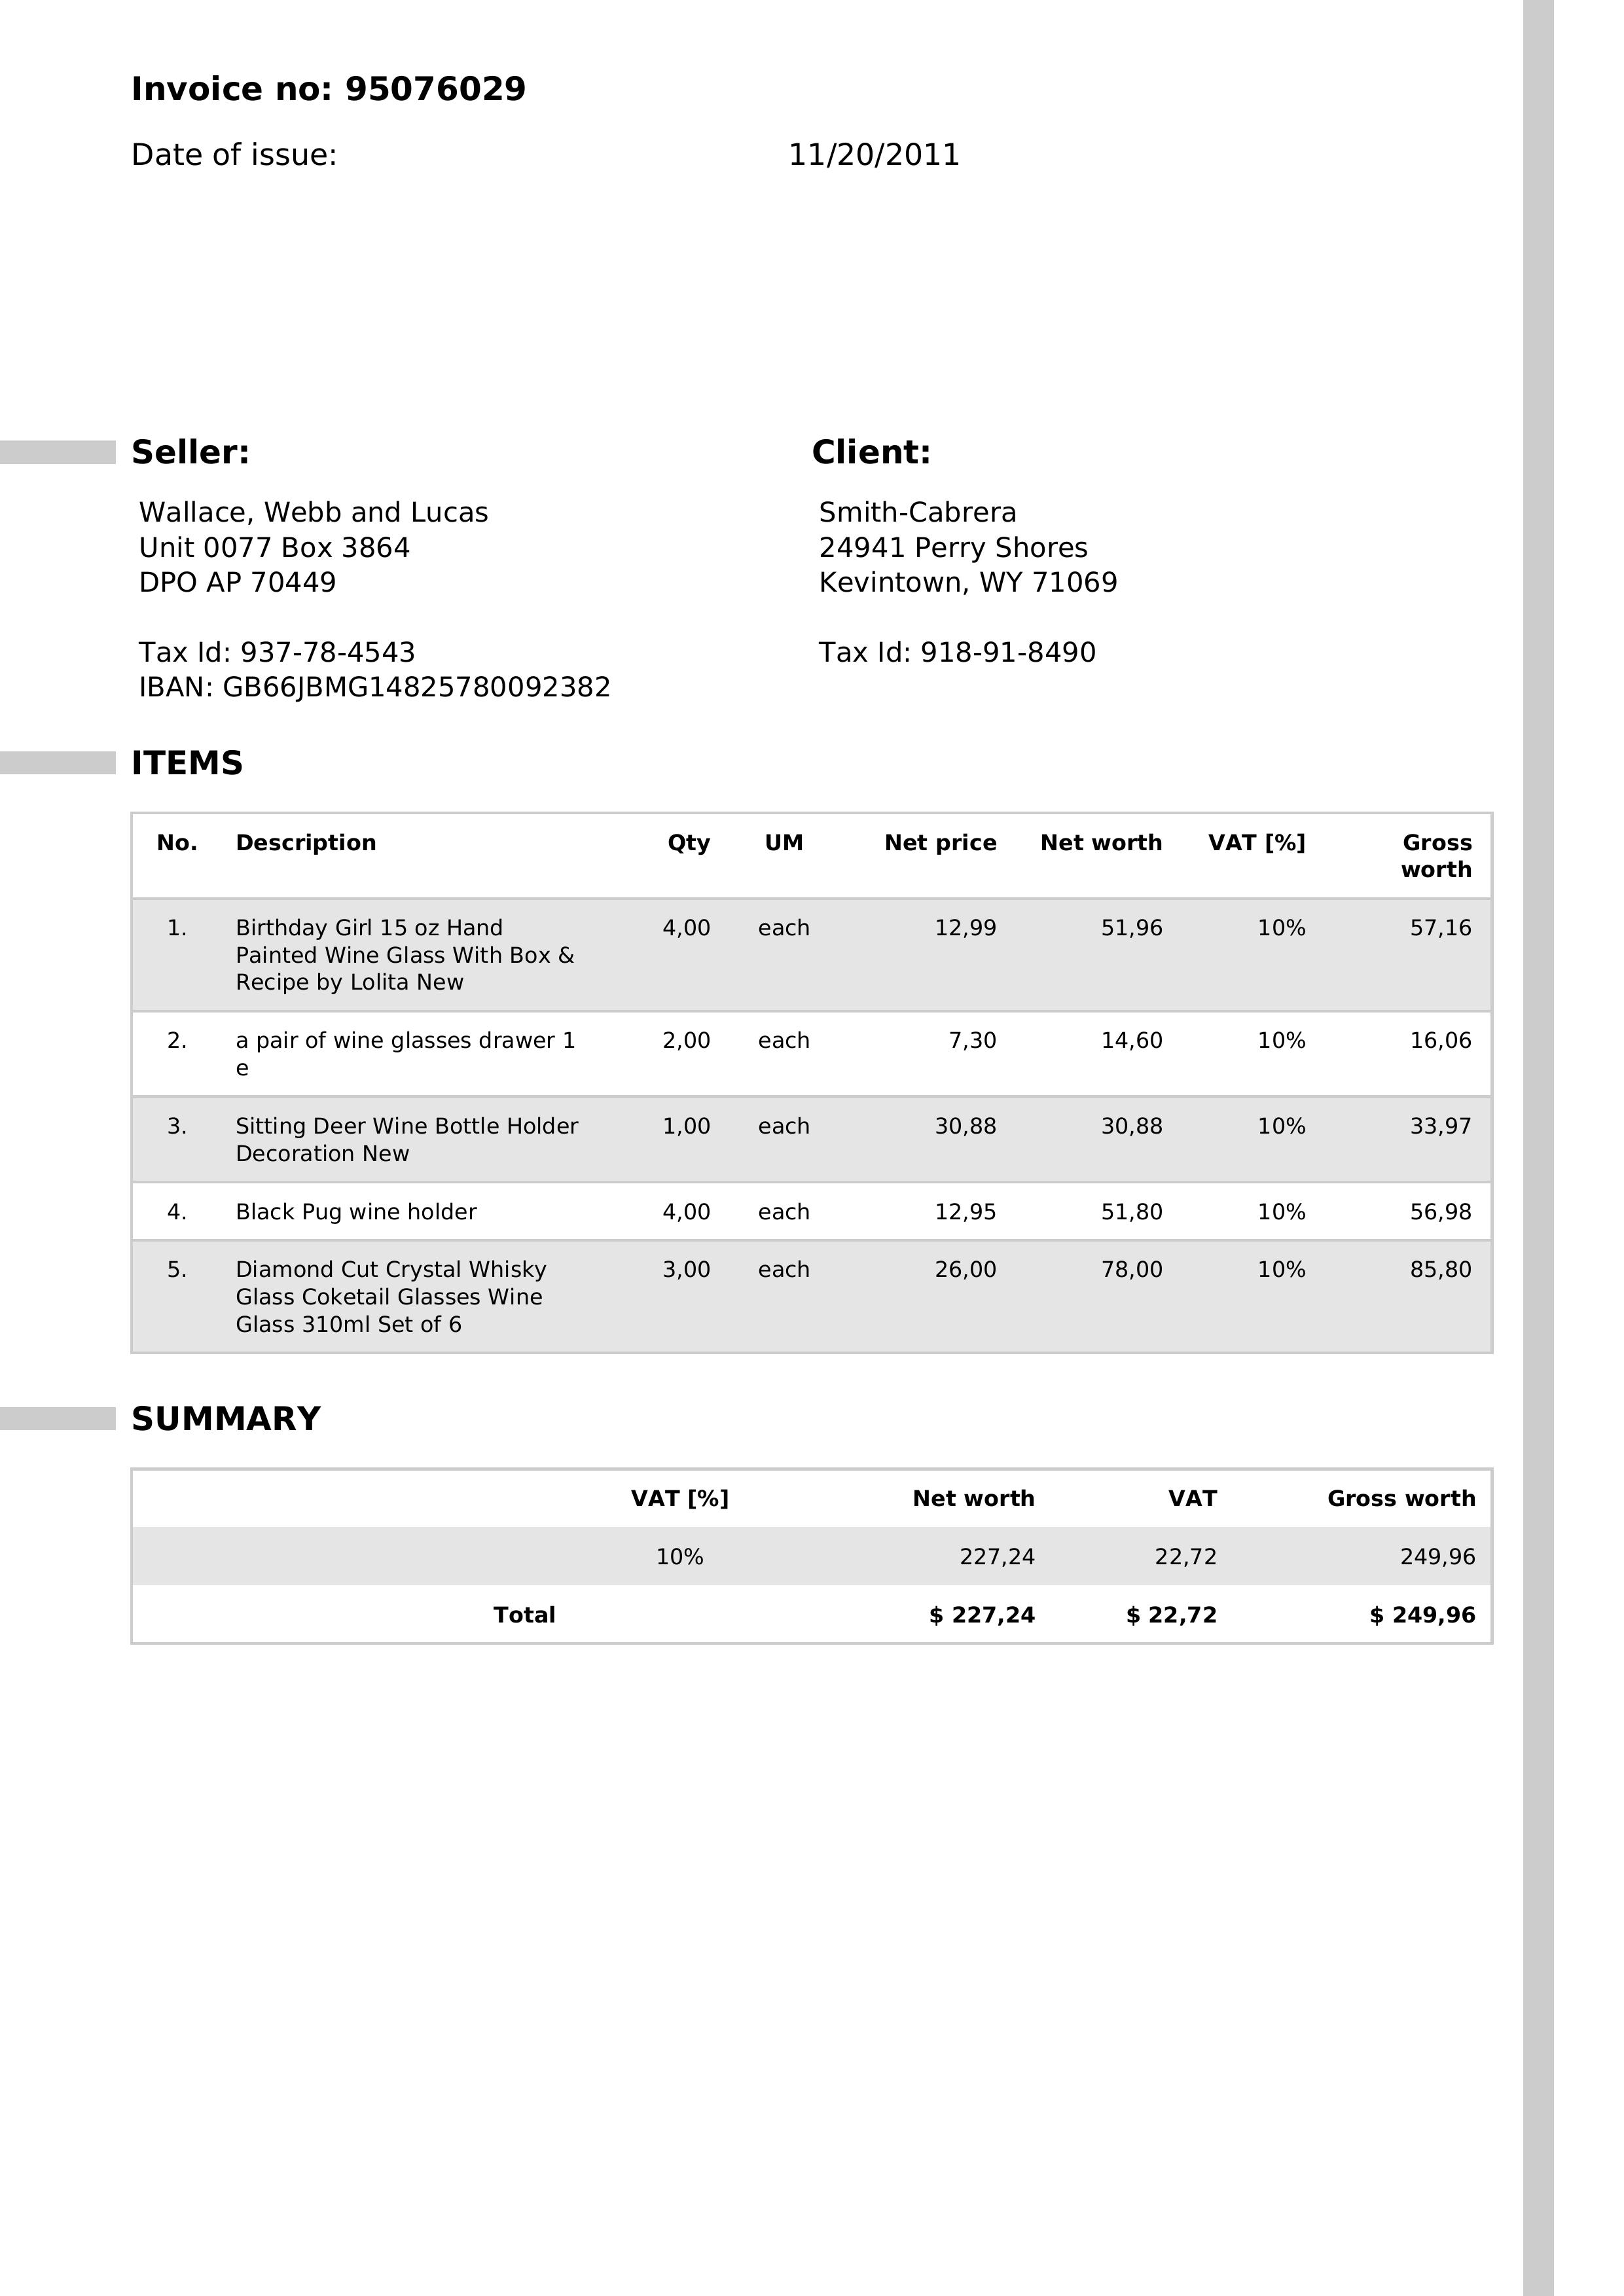 Invoice no: 95076029
Date of issue: 11/20/2011
Seller:
Wallace, Webb and Lucas
Unit 0077 Box 3864
DPO AP 70449
Tax Id: 937-78-4543
IBAN: GB66JBMG14825780092382
Client:
Smith-Cabrera
24941 Perry Shores
Kevintown, WY 71069
Tax Id: 918-91-8490
ITEMS
No. Description Qty UM Net price Net worth VAT [%] Gross
worth
1. Birthday Girl 15 oz Hand 4,00 each 12,99 51,96 10% 57,16
Painted Wine Glass With Box &
Recipe by Lolita New
2. a pair of wine glasses drawer 1 2,00 each 7,30 14,60 10% 16,06
e
3. Sitting Deer Wine Bottle Holder 1,00 each 30,88 30,88 10% 33,97
Decoration New
4. Black Pug wine holder 4,00 each 12,95 51,80 10% 56,98
5. Diamond Cut Crystal Whisky 3,00 each 26,00 78,00 10% 85,80
Glass Coketail Glasses Wine
Glass 310ml Set of 6
SUMMARY
VAT [%] Net worth VAT Gross worth
10% 227,24 22,72 249,96
Total $ 227,24 $ 22,72 $ 249,96